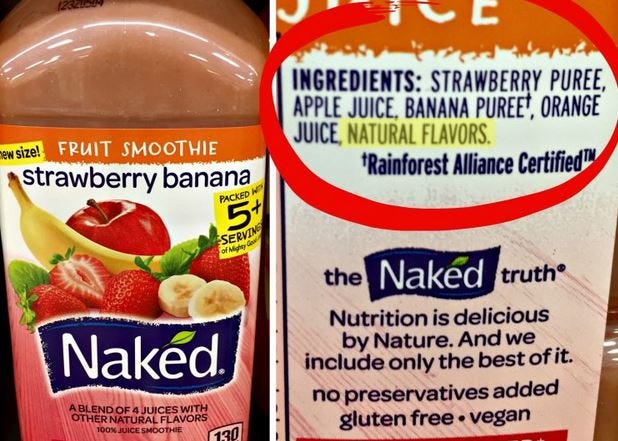 new size!
FRUIT SMOOTHIE
strawberry banana
PACKED WITH
5+
SERVINGS
Naked
A BLEND OF 4 JUICES WITH
OTHER NATURAL FLAVORS
100% JUICE SMOOTHIE
130
JUICE
INGREDIENTS: STRAWBERRY PUREE,
APPLE JUICE, BANANA PUREE†, ORANGE
JUICE, NATURAL FLAVORS.
†Rainforest Alliance Certified™
the Naked truth®
Nutrition is delicious
by Nature. And we
include only the best of it.
no preservatives added
gluten free • vegan